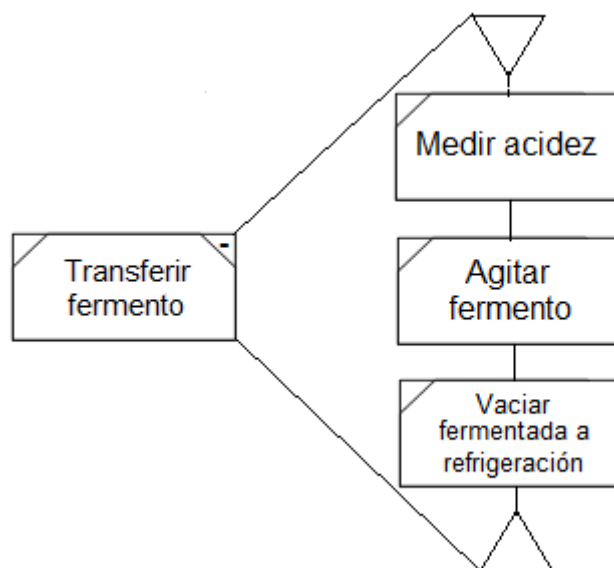 Medir acidez
Transferir
fermento
Agitar
fermento
Vaciar
fermentada a
refrigeración